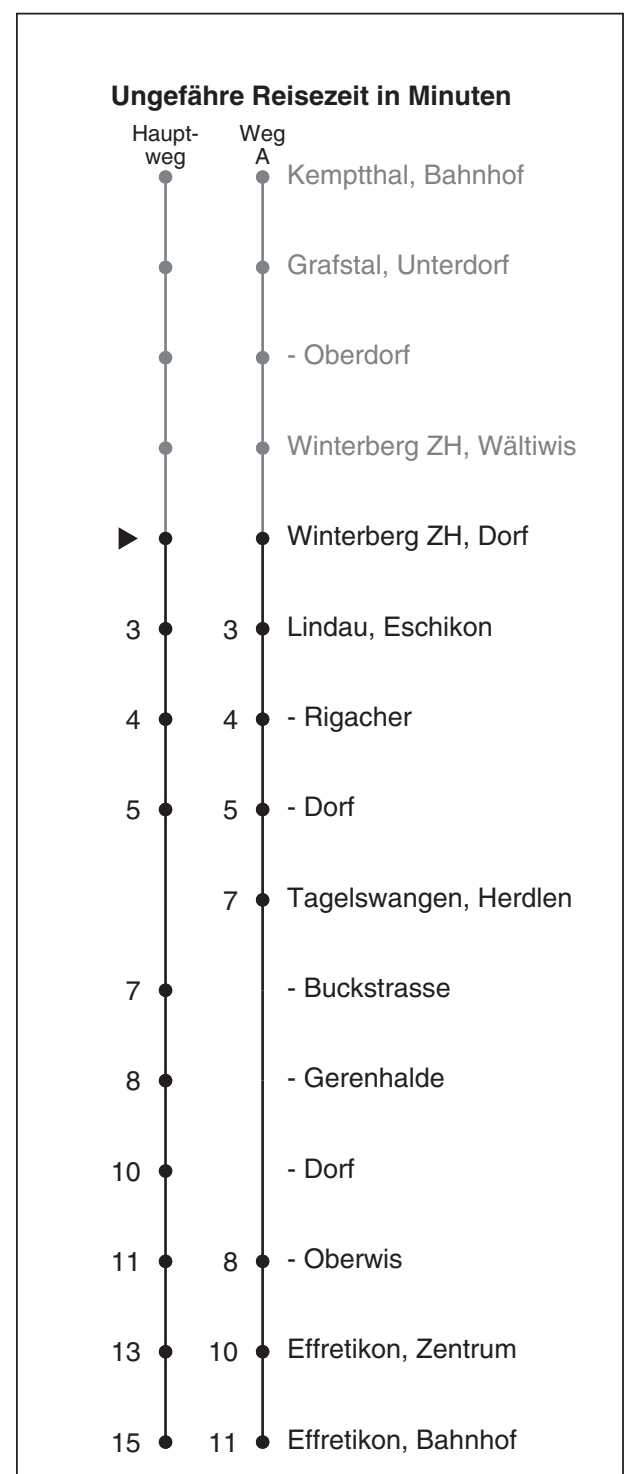 Ungefähre Reisezeit in Minuten
Haupt- Weg
weg A
Kemptthal, Bahnhof
Grafstal, Unterdorf
- Oberdorf
Winterberg ZH, Wältiwis
Winterberg ZH, Dorf
3 3 Lindau, Eschikon
4 4 - Rigacher
5 5 - Dorf
7 Tagelswangen, Herdlen
7 - Buckstrasse
8 - Gerenhalde
10 - Dorf
11 8 - Oberwis
13 10 Effretikon, Zentrum
15 11 Effretikon, Bahnhof